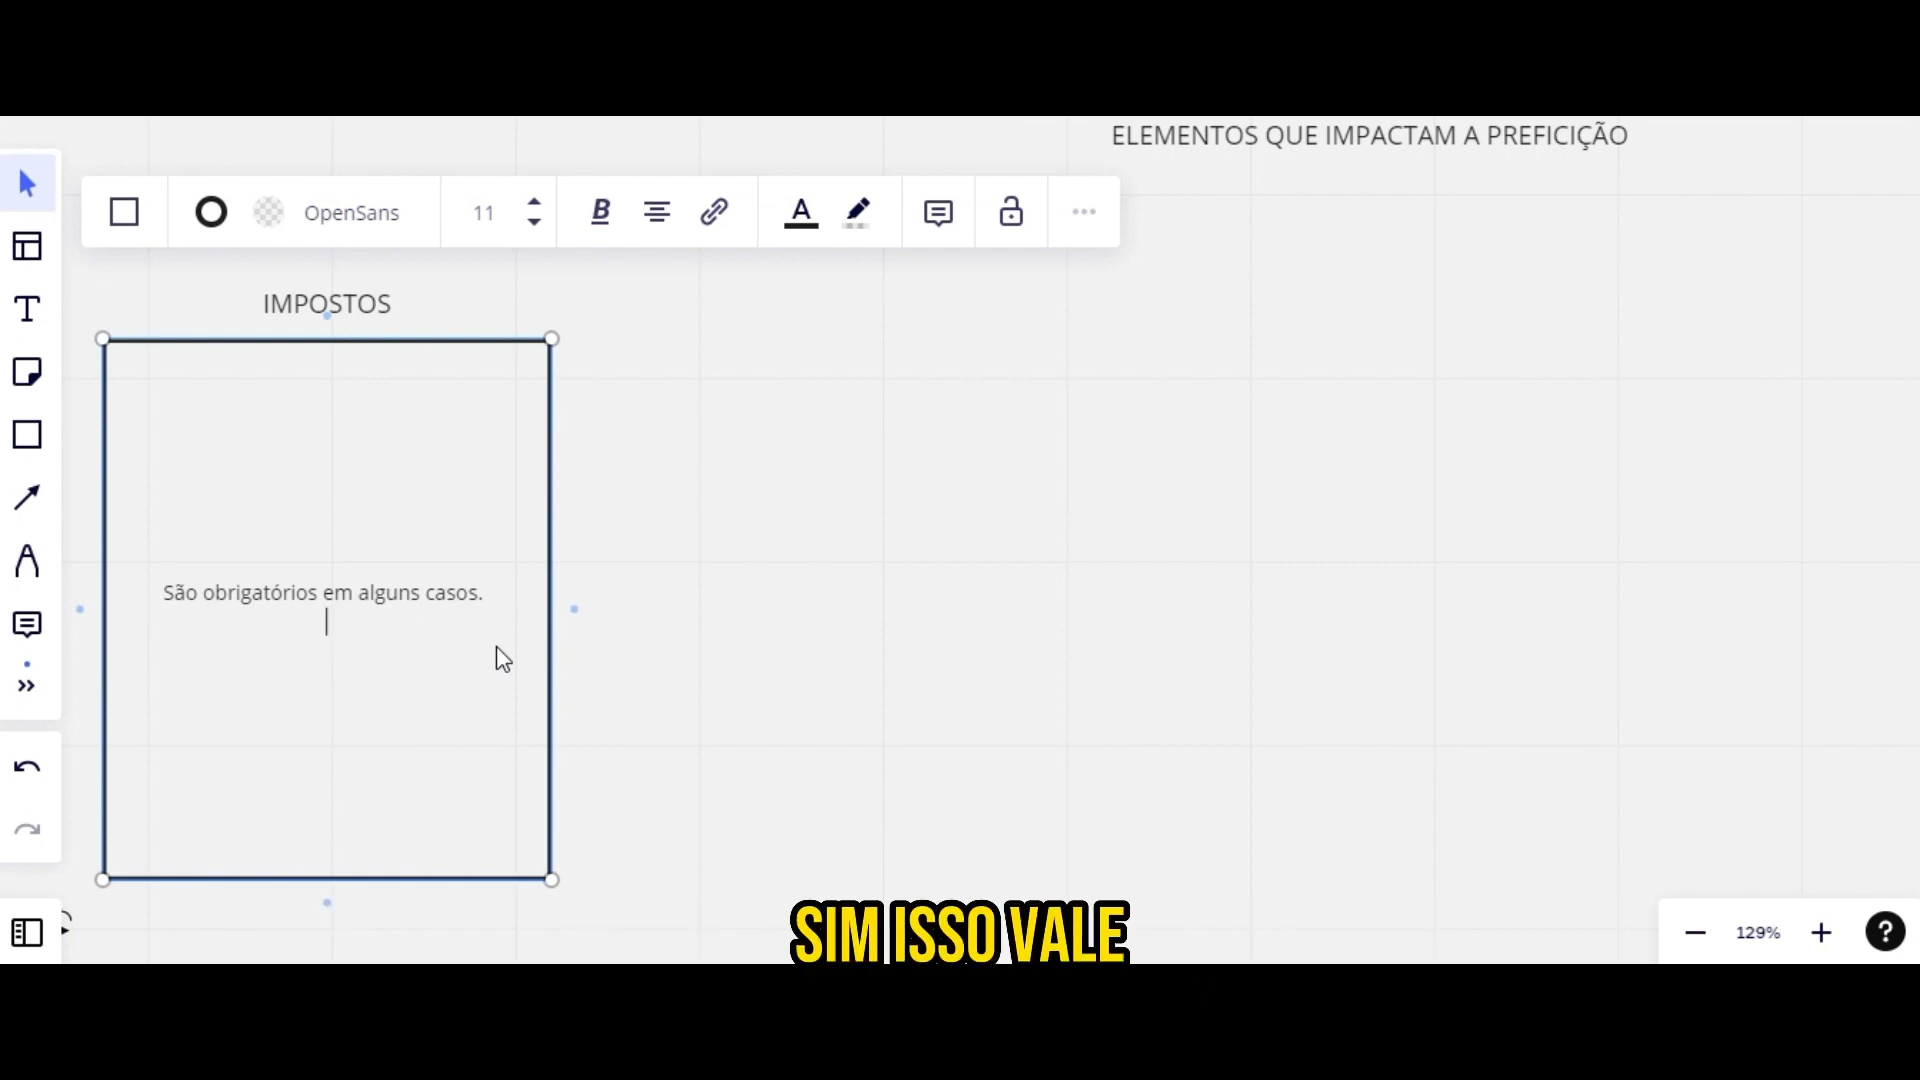 ELEMENTOS QUE IMPACTAM A PREFICIÇÃO
OpenSans 11 B A
IMPOSTOS
São obrigatórios em alguns casos.
SIM ISSO VALE
129%